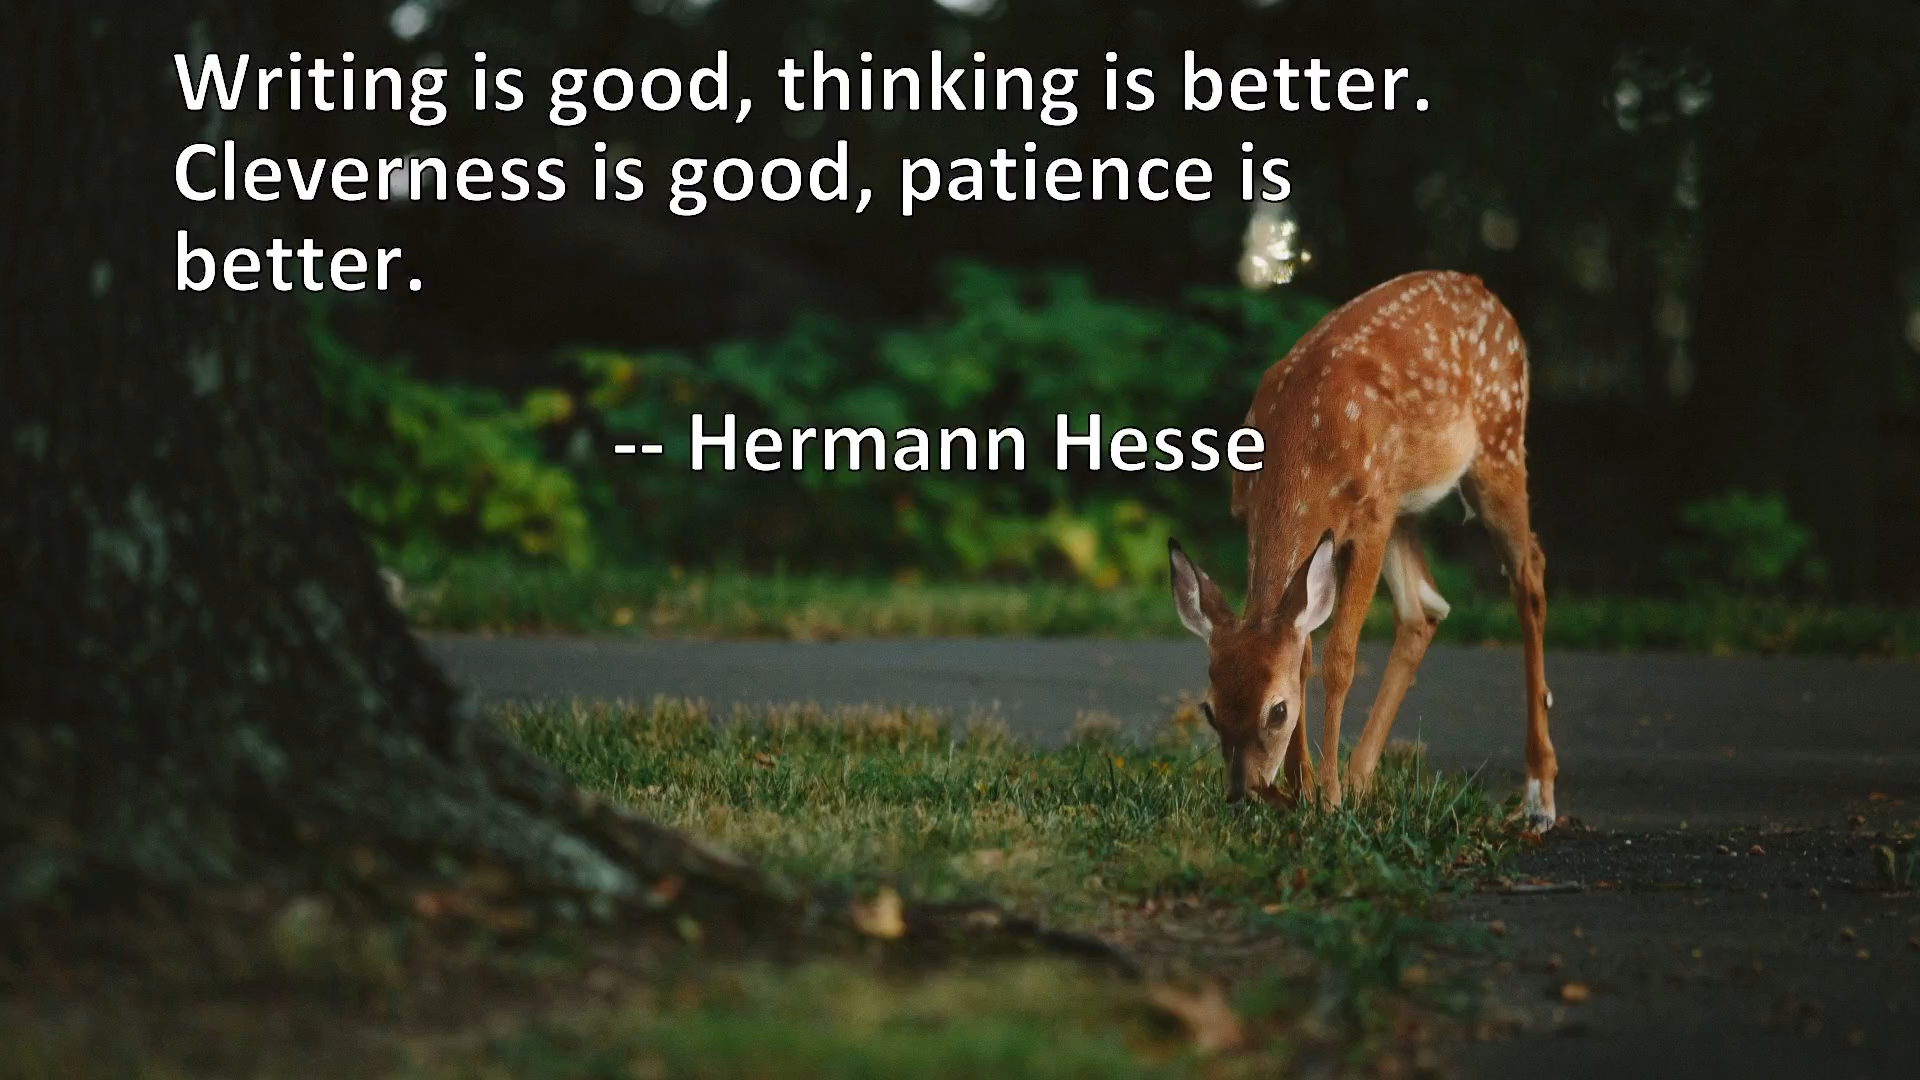 Writing is good, thinking is better.
Cleverness is good, patience is
better.
-- Hermann Hesse